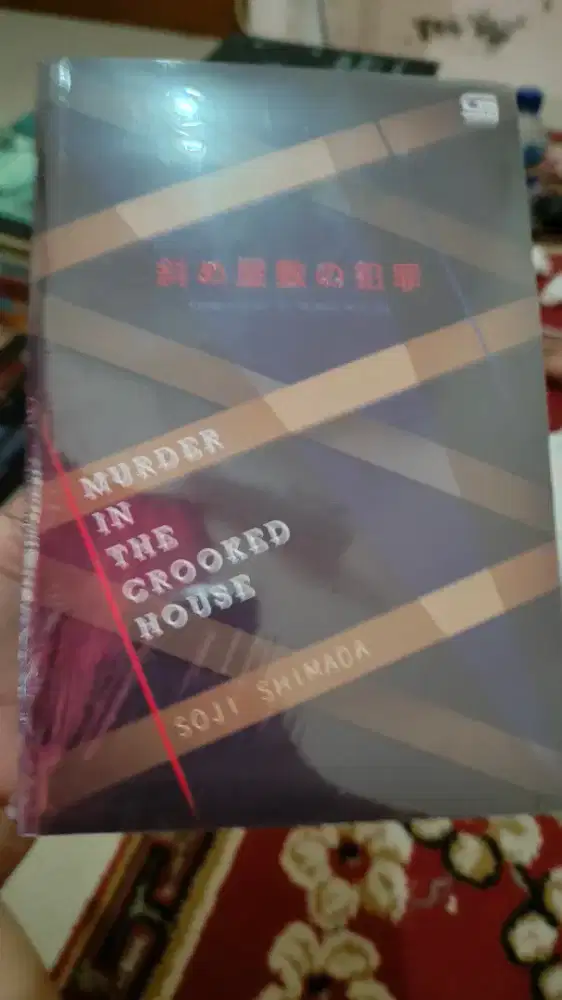 斜め屋敷の犯罪
MURDER
IN
THE
CROOKED
HOUSE
SOJI SHIMADA